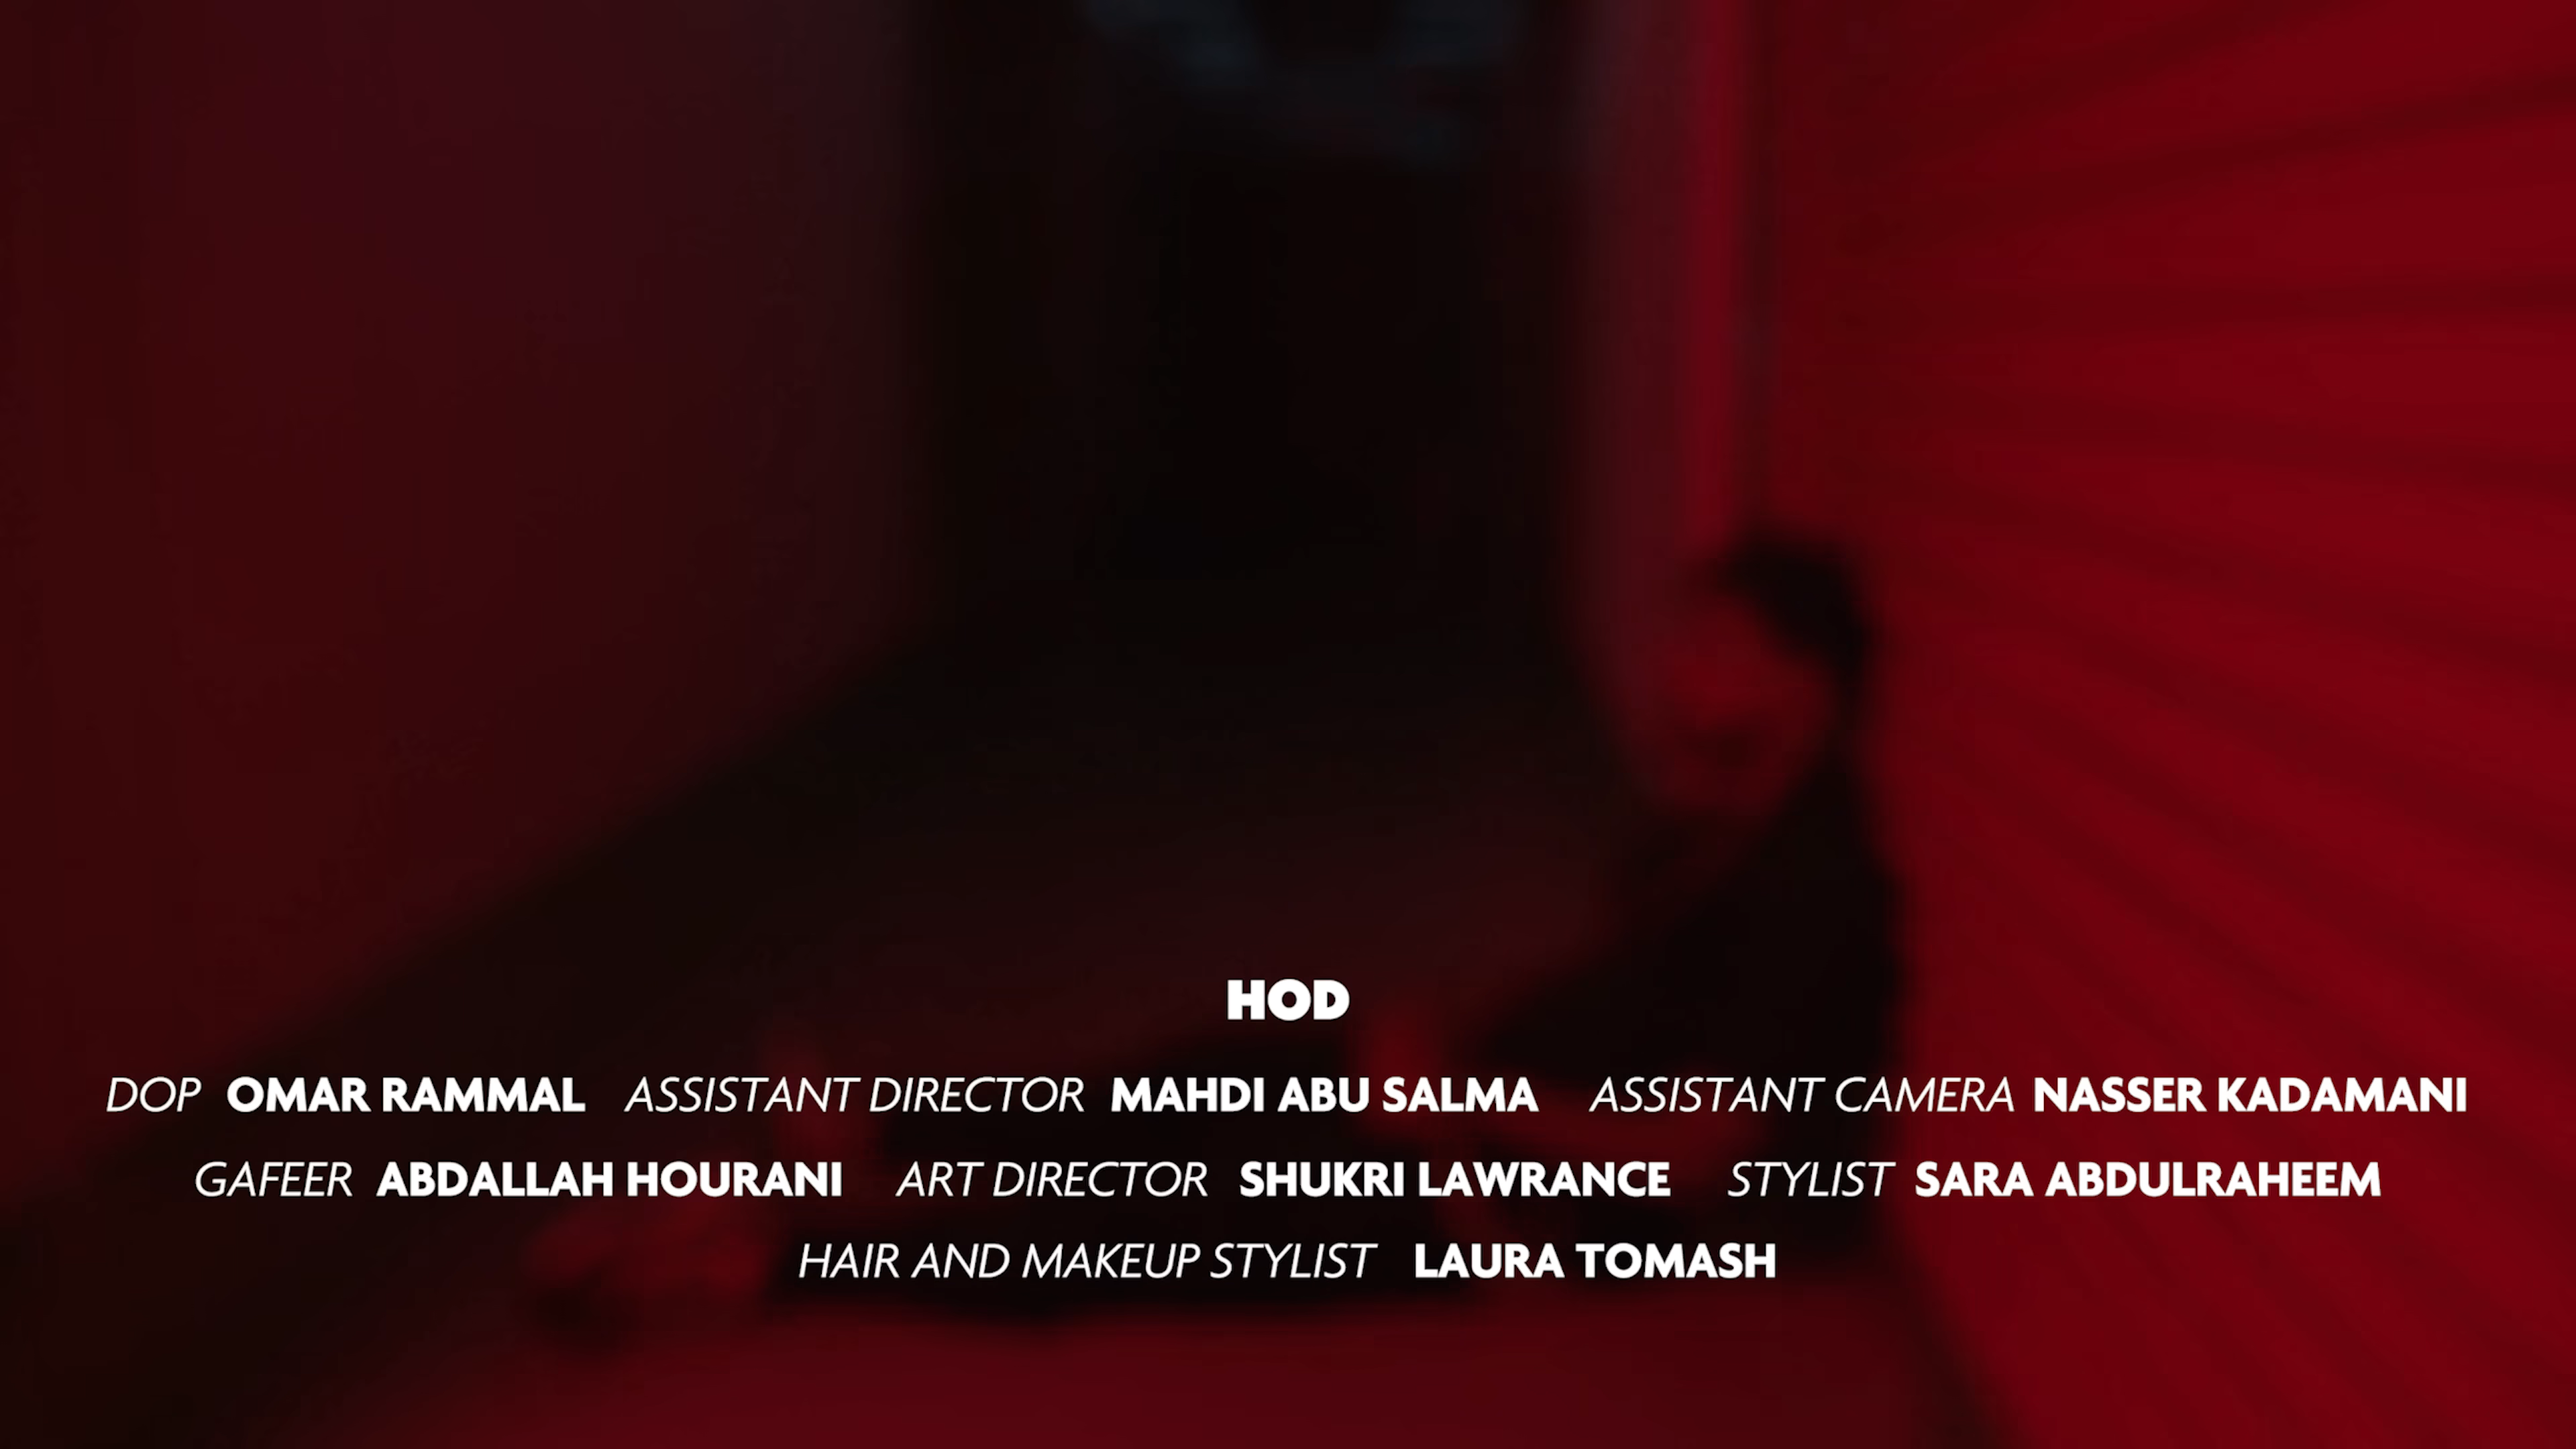 HOD
DOP OMAR RAMMAL ASSISTANT DIRECTOR MAHDI ABU SALMA ASSISTANT CAMERA NASSER KADAMANI
GAFEER ABDALLAH HOURANI ART DIRECTOR SHUKRI LAWRANCE STYLIST SARA ABDULRAHEEM
HAIR AND MAKEUP STYLIST LAURA TOMASH